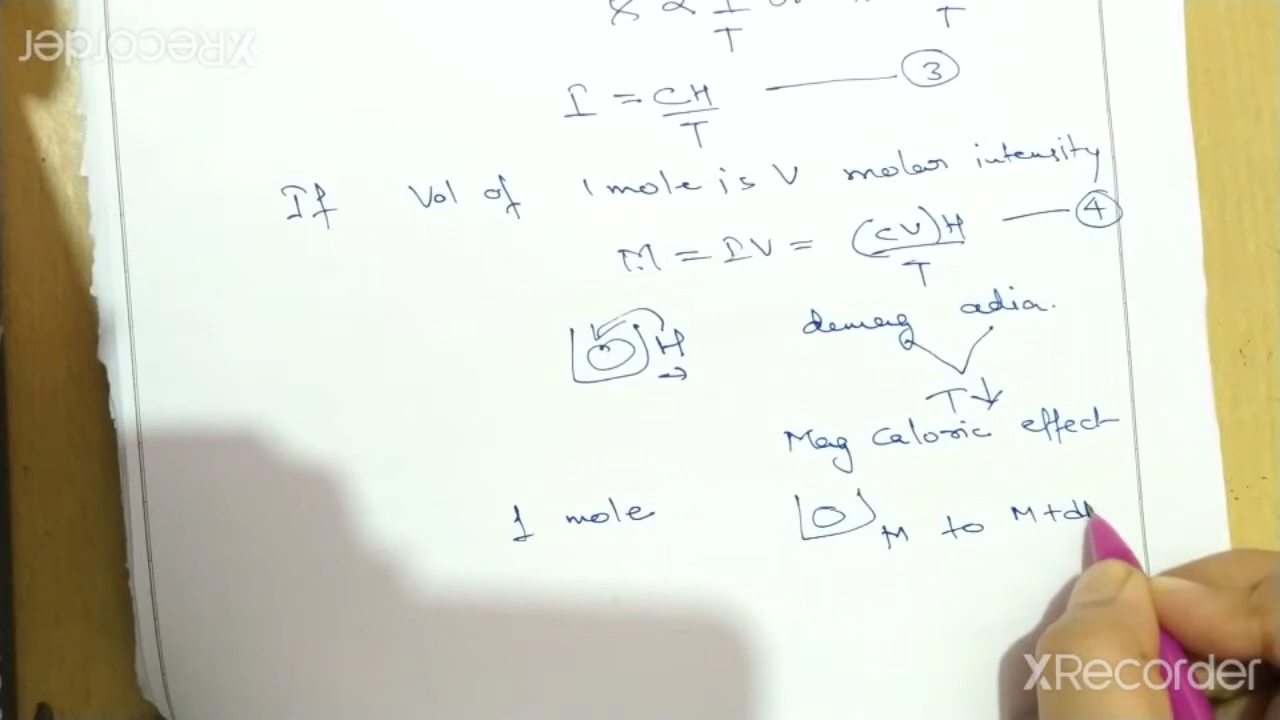 XRecorder
χ ∝ I/T
T
I = CH/T ——— ③
If Vol of 1 mole is V molar intensity
M = IV = (CV)H/T ——— ④
demag adia.
H →
T↓
Mag Caloric effect
1 mole M to M+d
XRecorder